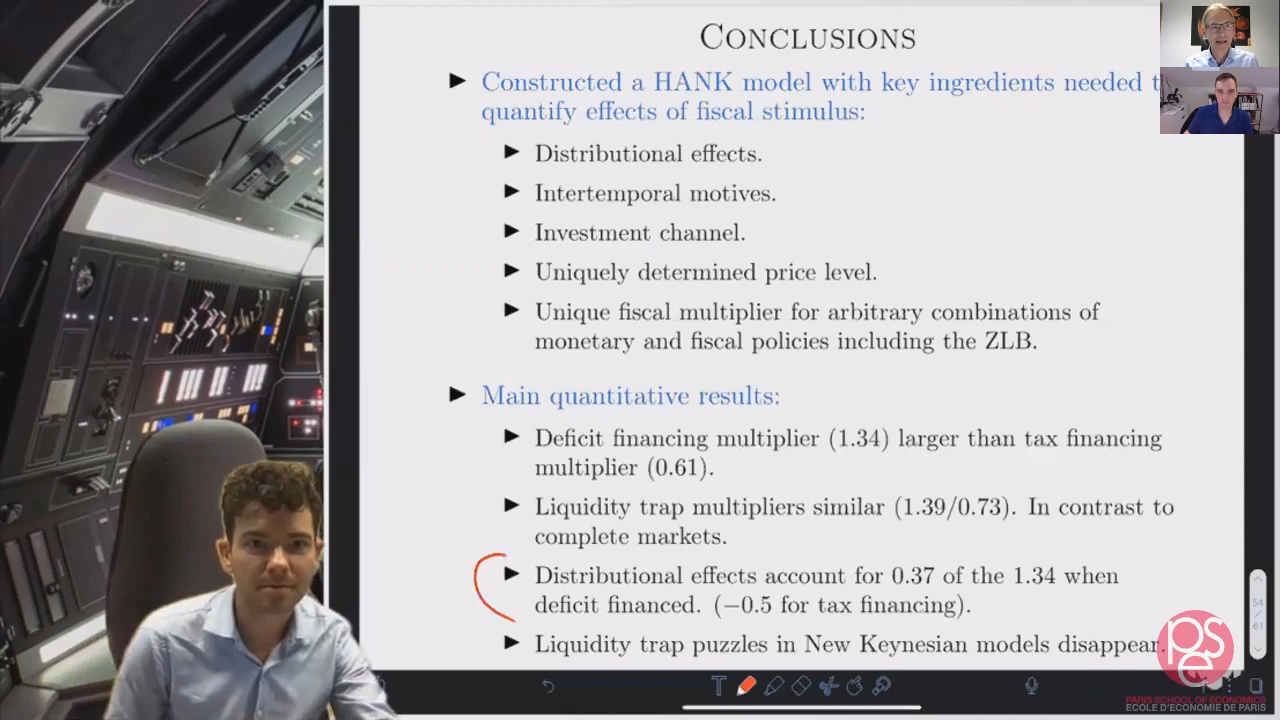 CONCLUSIONS
Constructed a HANK model with key ingredients needed t
quantify effects of fiscal stimulus:
Distributional effects.
Intertemporal motives.
Investment channel.
Uniquely determined price level.
Unique fiscal multiplier for arbitrary combinations of
monetary and fiscal policies including the ZLB.
Main quantitative results:
Deficit financing multiplier (1.34) larger than tax financing
multiplier (0.61).
Liquidity trap multipliers similar (1.39/0.73). In contrast to
complete markets.
Distributional effects account for 0.37 of the 1.34 when
deficit financed. (−0.5 for tax financing).
Liquidity trap puzzles in New Keynesian models disappear.
54
61
pse
PARIS SCHOOL OF ECONOMICS
ECOLE D'ECONOMIE DE PARIS
T